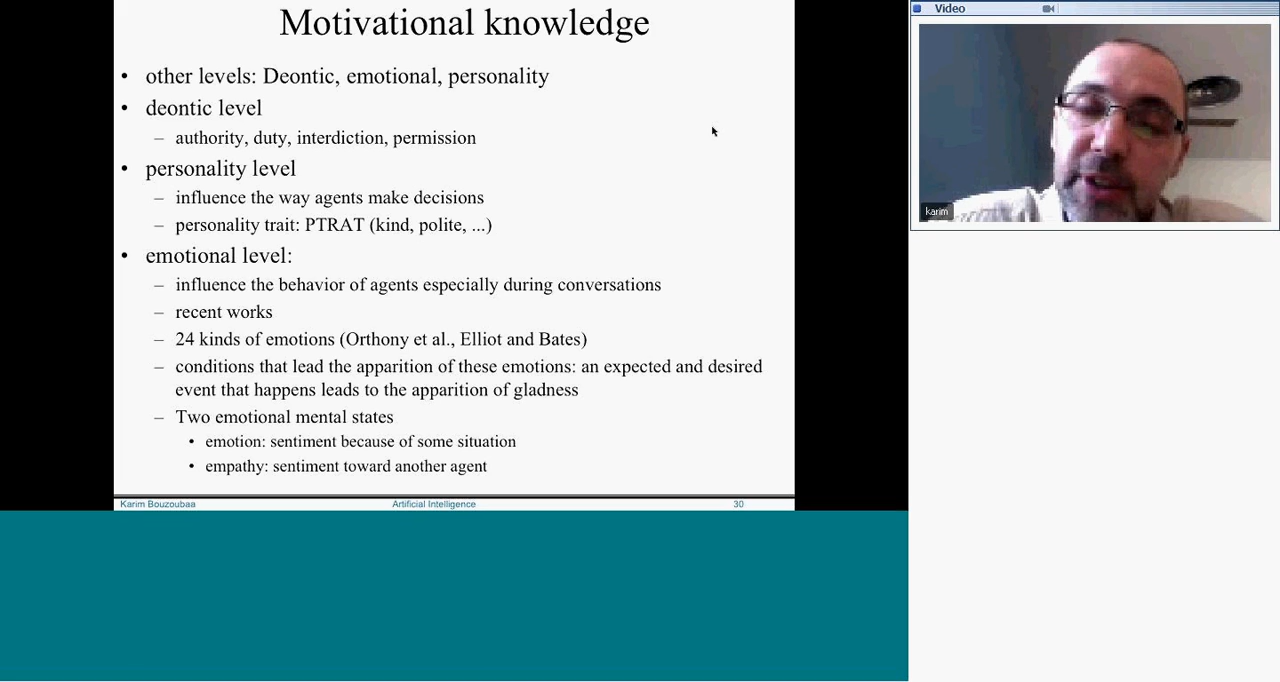 Motivational knowledge
• other levels: Deontic, emotional, personality
• deontic level
– authority, duty, interdiction, permission
• personality level
– influence the way agents make decisions
– personality trait: PTRAT (kind, polite, ...)
• emotional level:
– influence the behavior of agents especially during conversations
– recent works
– 24 kinds of emotions (Orthony et al., Elliot and Bates)
– conditions that lead the apparition of these emotions: an expected and desired
event that happens leads to the apparition of gladness
– Two emotional mental states
• emotion: sentiment because of some situation
• empathy: sentiment toward another agent
Karim Bouzoubaa Artificial Intelligence 30
Video
karim